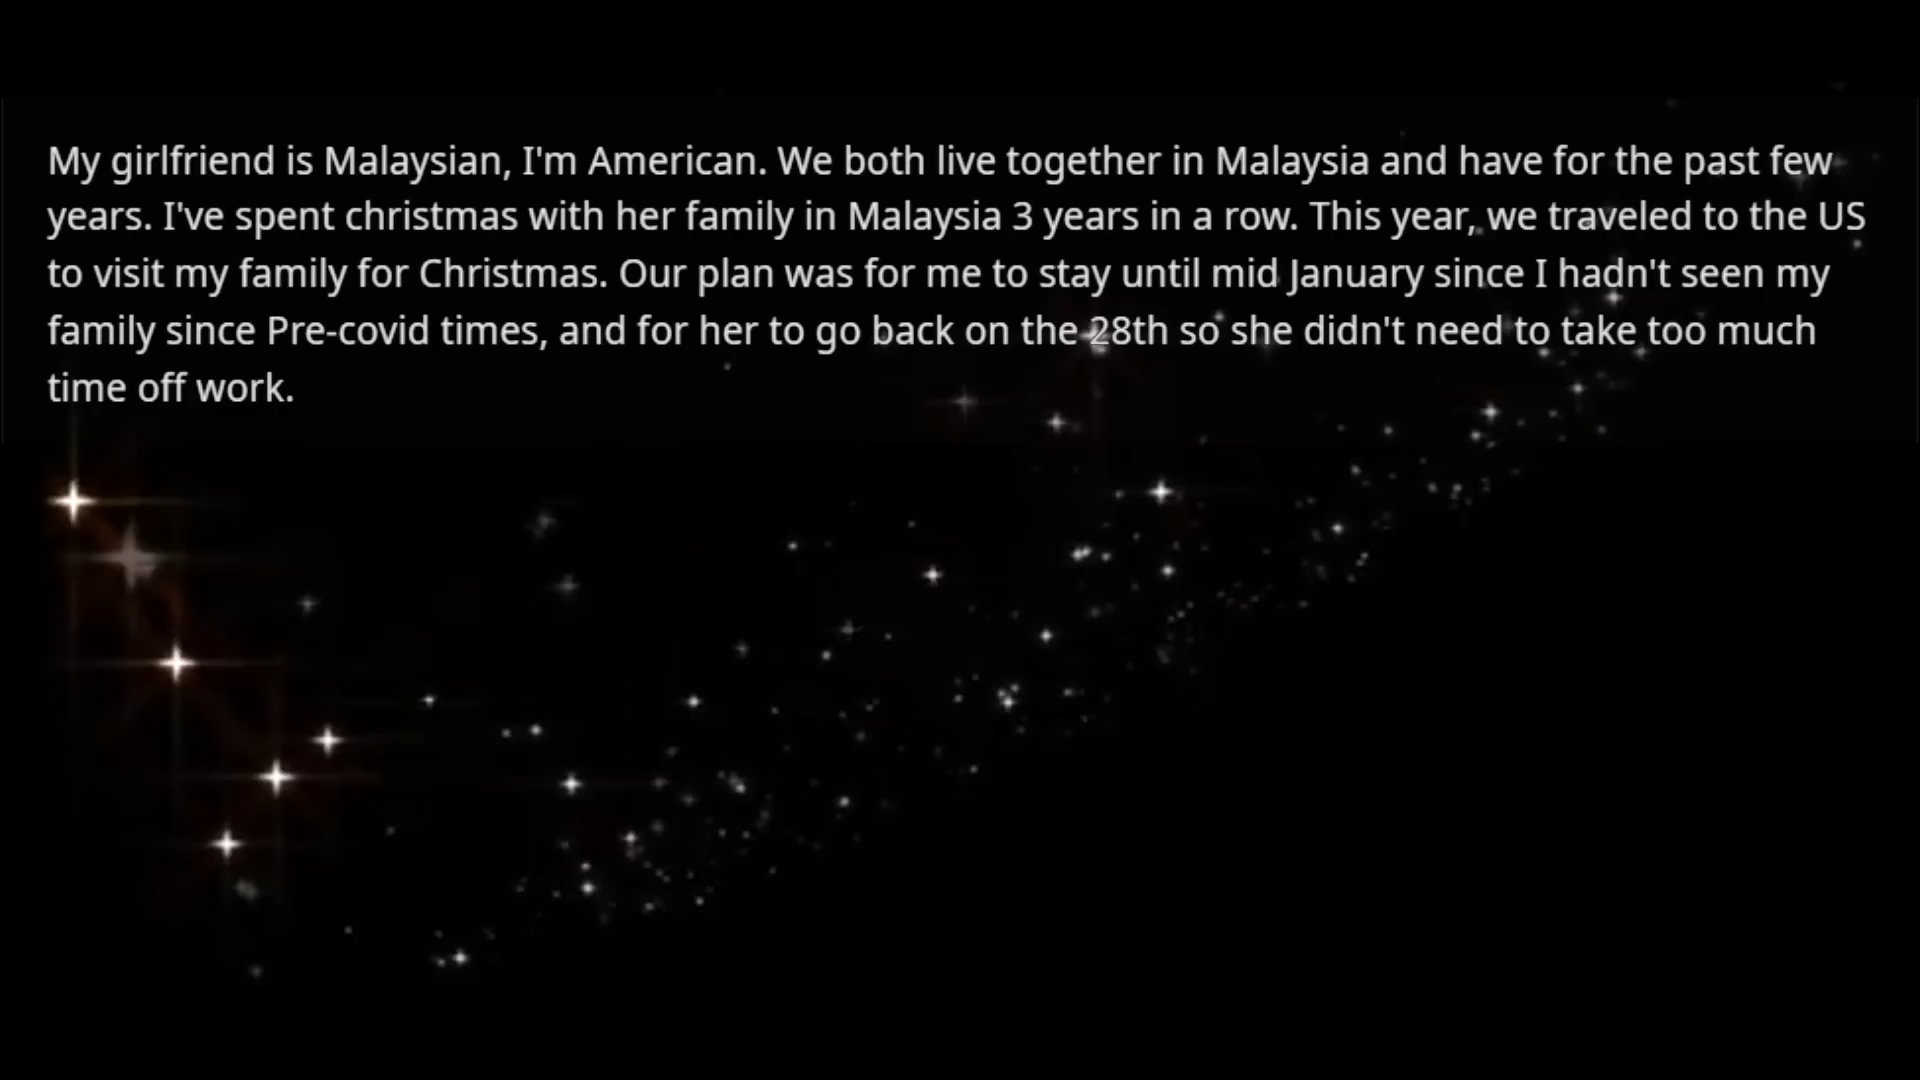 My girlfriend is Malaysian, I'm American. We both live together in Malaysia and have for the past few
years. I've spent christmas with her family in Malaysia 3 years in a row. This year, we traveled to the US
to visit my family for Christmas. Our plan was for me to stay until mid January since I hadn't seen my
family since Pre-covid times, and for her to go back on the 28th so she didn't need to take too much
time off work.